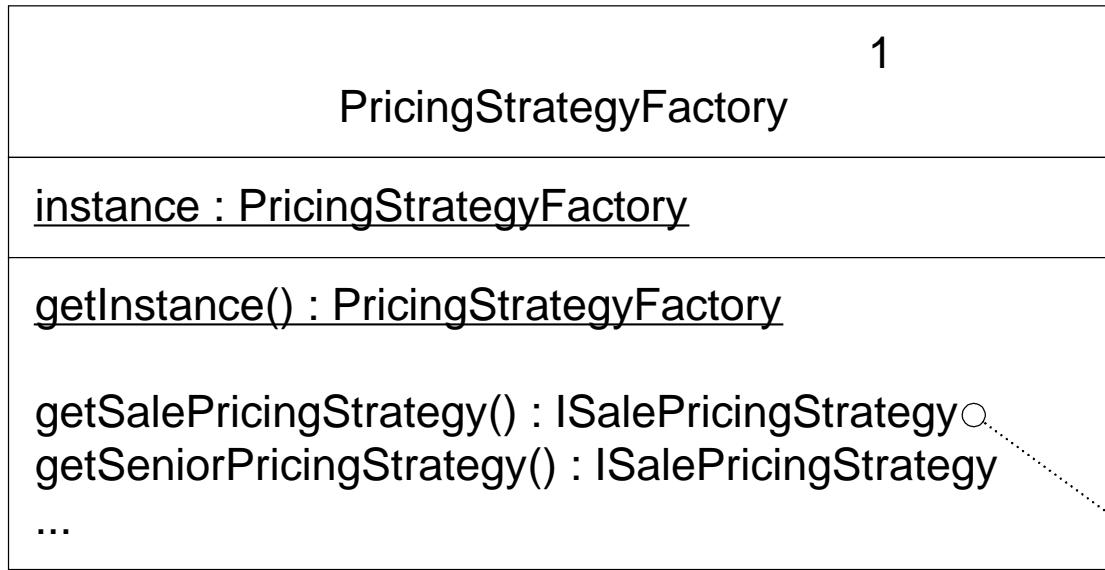 1
PricingStrategyFactory
instance : PricingStrategyFactory
getInstance() : PricingStrategyFactory
getSalePricingStrategy() : ISalePricingStrategy
getSeniorPricingStrategy() : ISalePricingStrategy
...